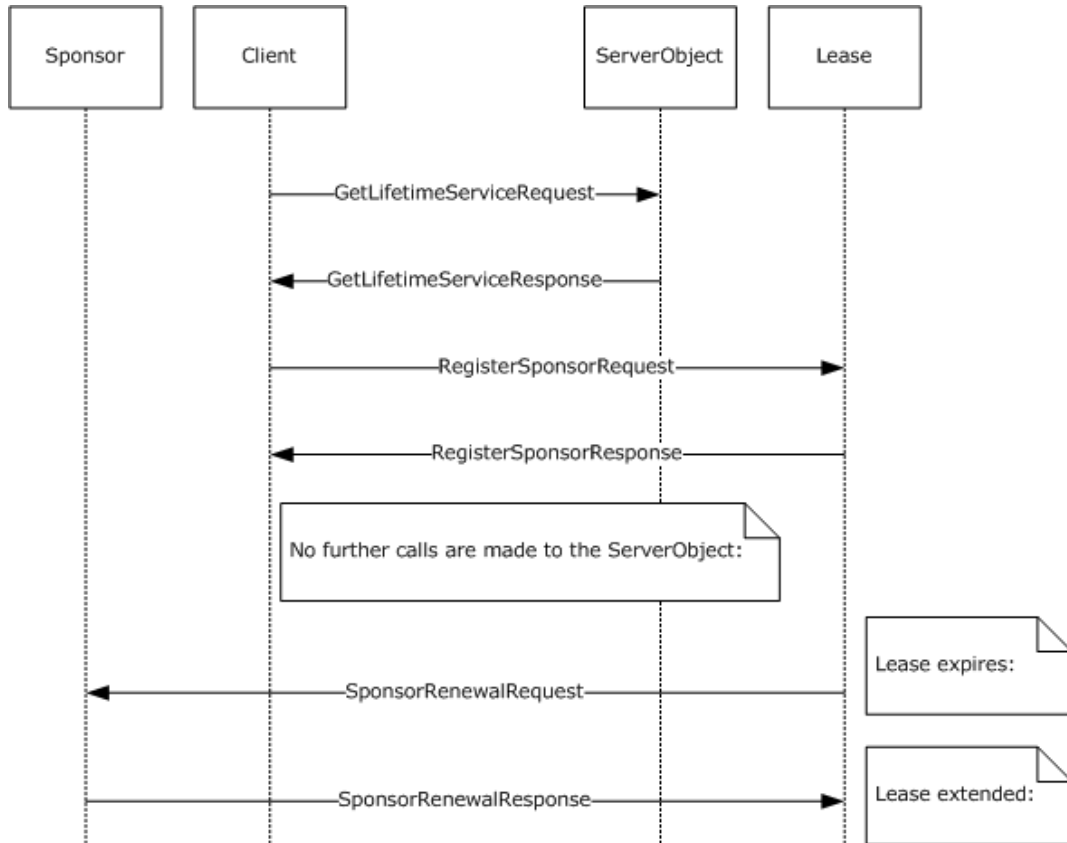 Sponsor
Client
ServerObject
Lease
GetLifetimeServiceRequest
GetLifetimeServiceResponse
RegisterSponsorRequest
RegisterSponsorResponse
No further calls are made to the ServerObject:
Lease expires:
SponsorRenewalRequest
SponsorRenewalResponse
Lease extended: